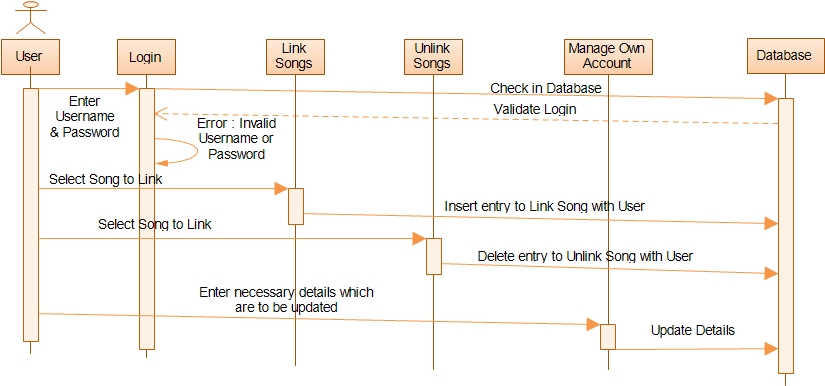 User
Login
Link
Songs
Unlink
Songs
Manage Own
Account
Database
Enter
Username
& Password
Check in Database
Validate Login
Error : Invalid
Username or
Password
Select Song to Link
Insert entry to Link Song with User
Select Song to Link
Delete entry to Unlink Song with User
Enter necessary details which
are to be updated
Update Details